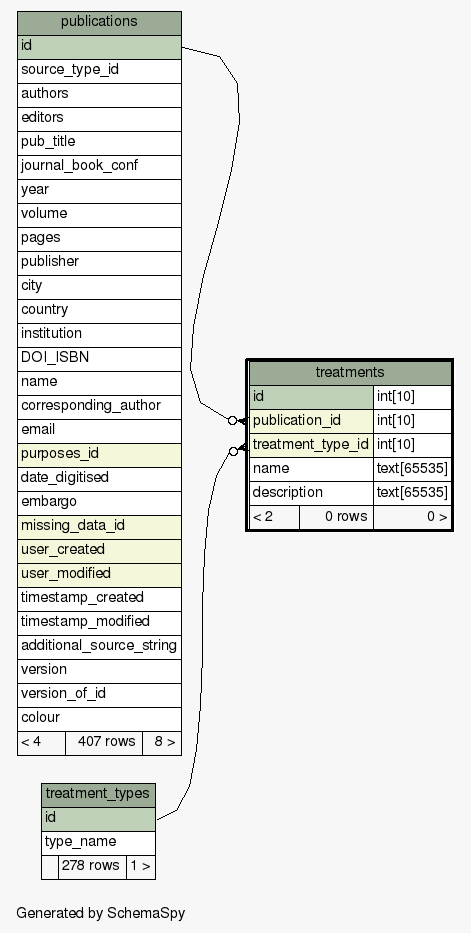 publications
id
source_type_id
authors
editors
pub_title
journal_book_conf
year
volume
pages
publisher
city
country
institution
DOI_ISBN
name
corresponding_author
email
purposes_id
date_digitised
embargo
missing_data_id
user_created
user_modified
timestamp_created
timestamp_modified
additional_source_string
version
version_of_id
colour
< 4 407 rows 8 >
treatments
id int[10]
publication_id int[10]
treatment_type_id int[10]
name text[65535]
description text[65535]
< 2 0 rows 0 >
treatment_types
id
type_name
278 rows 1 >
Generated by SchemaSpy